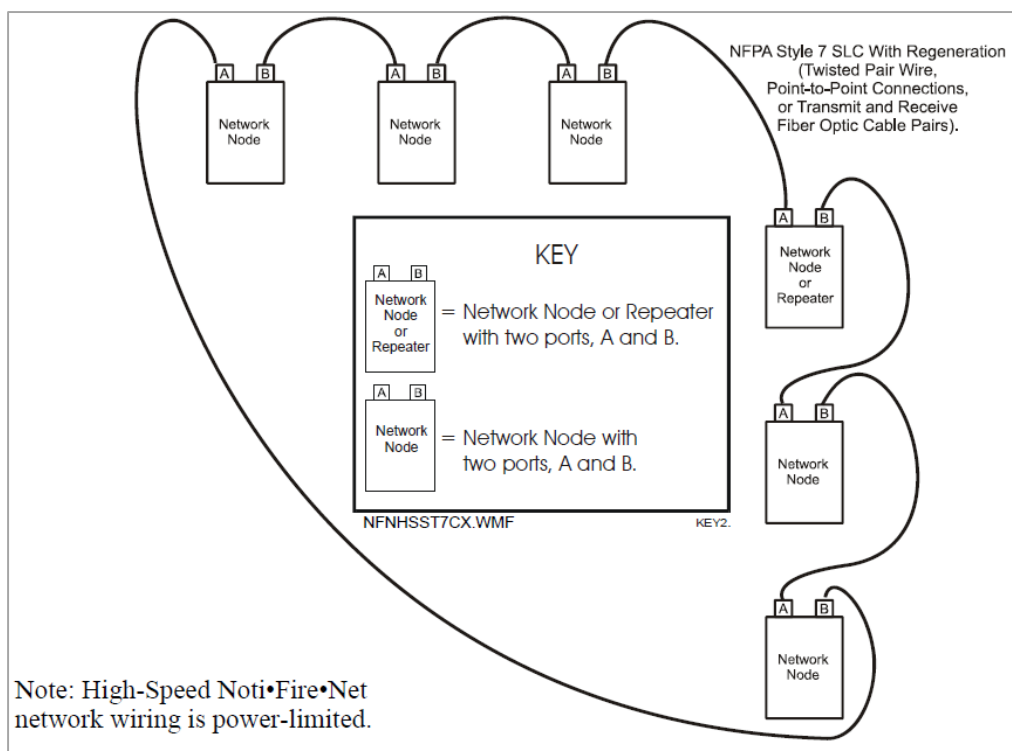 A B
Network
Node
A B
Network
Node
A B
Network
Node
NFPA Style 7 SLC With Regeneration
(Twisted Pair Wire,
Point-to-Point Connections,
or Transmit and Receive
Fiber Optic Cable Pairs).
A B
Network
Node
or
Repeater
KEY
A B
Network
Node
or
Repeater
= Network Node or Repeater
with two ports, A and B.
A B
Network
Node
= Network Node with
two ports, A and B.
NFNHSST7CX.WMF
KEY2.
A B
Network
Node
A B
Network
Node
Note: High-Speed Noti•Fire•Net
network wiring is power-limited.